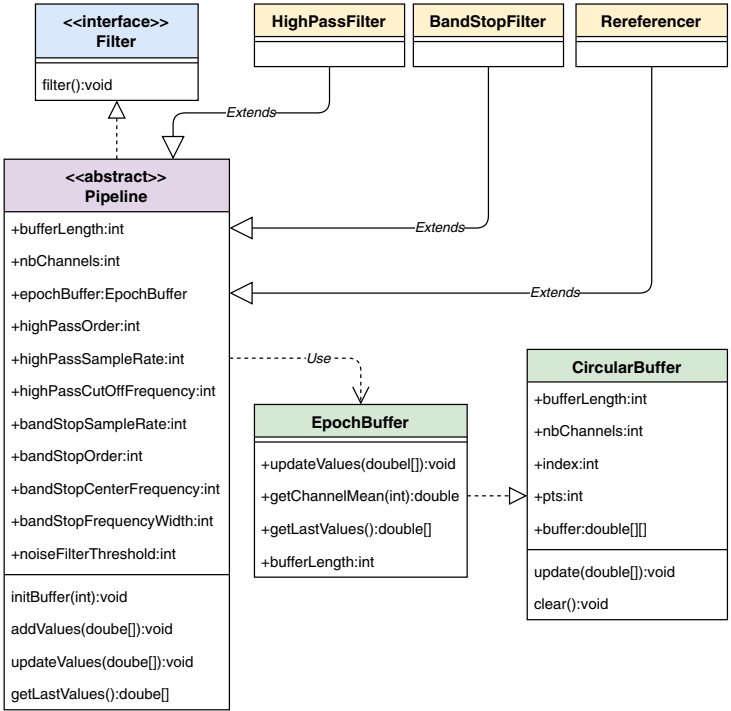 <<interface>>
Filter
filter():void
HighPassFilter
BandStopFilter
Rereferencer
Extends
Extends
Extends
<<abstract>>
Pipeline
+bufferLength:int
+nbChannels:int
+epochBuffer:EpochBuffer
+highPassOrder:int
+highPassSampleRate:int
+highPassCutOffFrequency:int
+bandStopSampleRate:int
+bandStopOrder:int
+bandStopCenterFrequency:int
+bandStopFrequencyWidth:int
+noiseFilterThreshold:int
initBuffer(int):void
addValues(doube[]):void
updateValues(doube[]):void
getLastValues():doube[]
Use
EpochBuffer
+updateValues(doubel[]):void
+getChannelMean(int):double
+getLastValues():double[]
+bufferLength:int
CircularBuffer
+bufferLength:int
+nbChannels:int
+index:int
+pts:int
+buffer:double[][]
update(double[]):void
clear():void